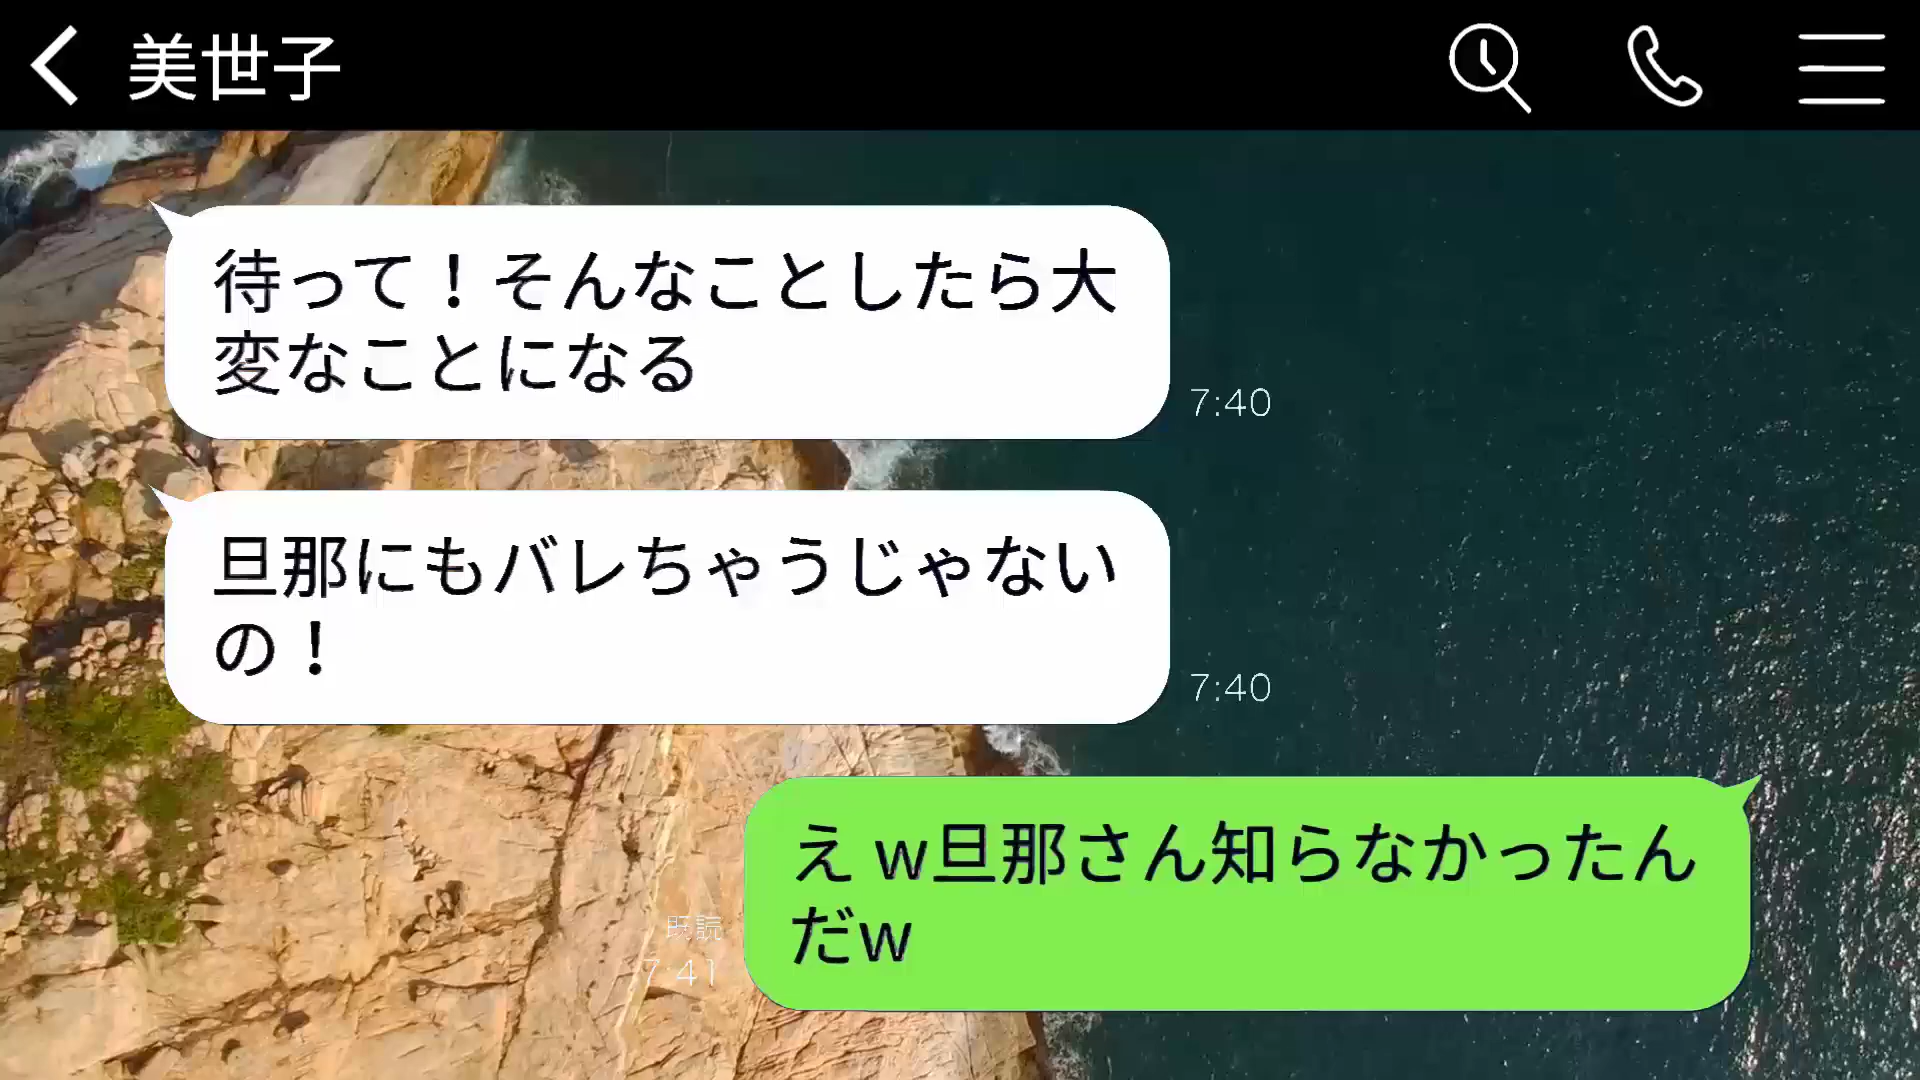 美世子
待って！そんなことしたら大
変なことになる
7:40
旦那にもバレちゃうじゃない
の！
7:40
え w旦那さん知らなかったん
だw
既読
7:41